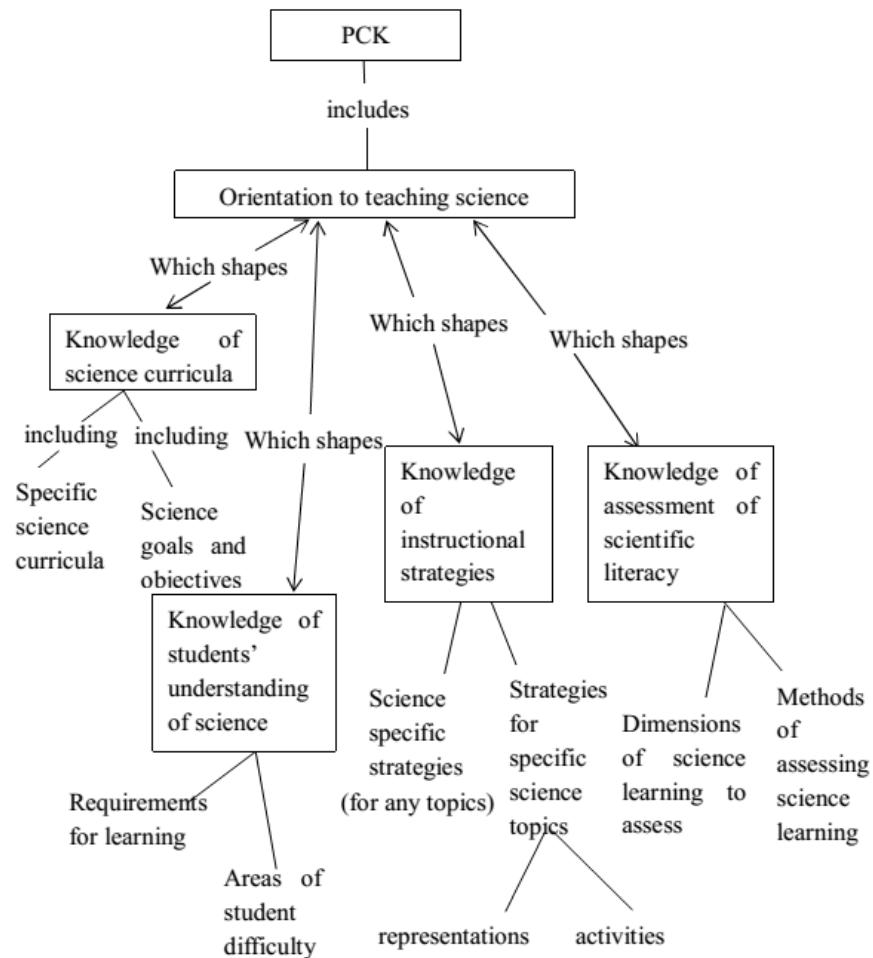 PCK
includes
Orientation to teaching science
Which shapes
Knowledge of
science curricula
including
including
Specific
science
curricula
Science
goals and
obiectives
Which shapes
Knowledge of
students’
understanding
of science
Requirements
for learning
Areas of
student
difficulty
Which shapes
Knowledge
of
instructional
strategies
Science
specific
strategies
(for any topics)
Strategies
for
specific
science
topics
representations
activities
Which shapes
Knowledge of
assessment of
scientific
literacy
Dimensions
of science
learning to
assess
Methods
of
assessing
science
learning